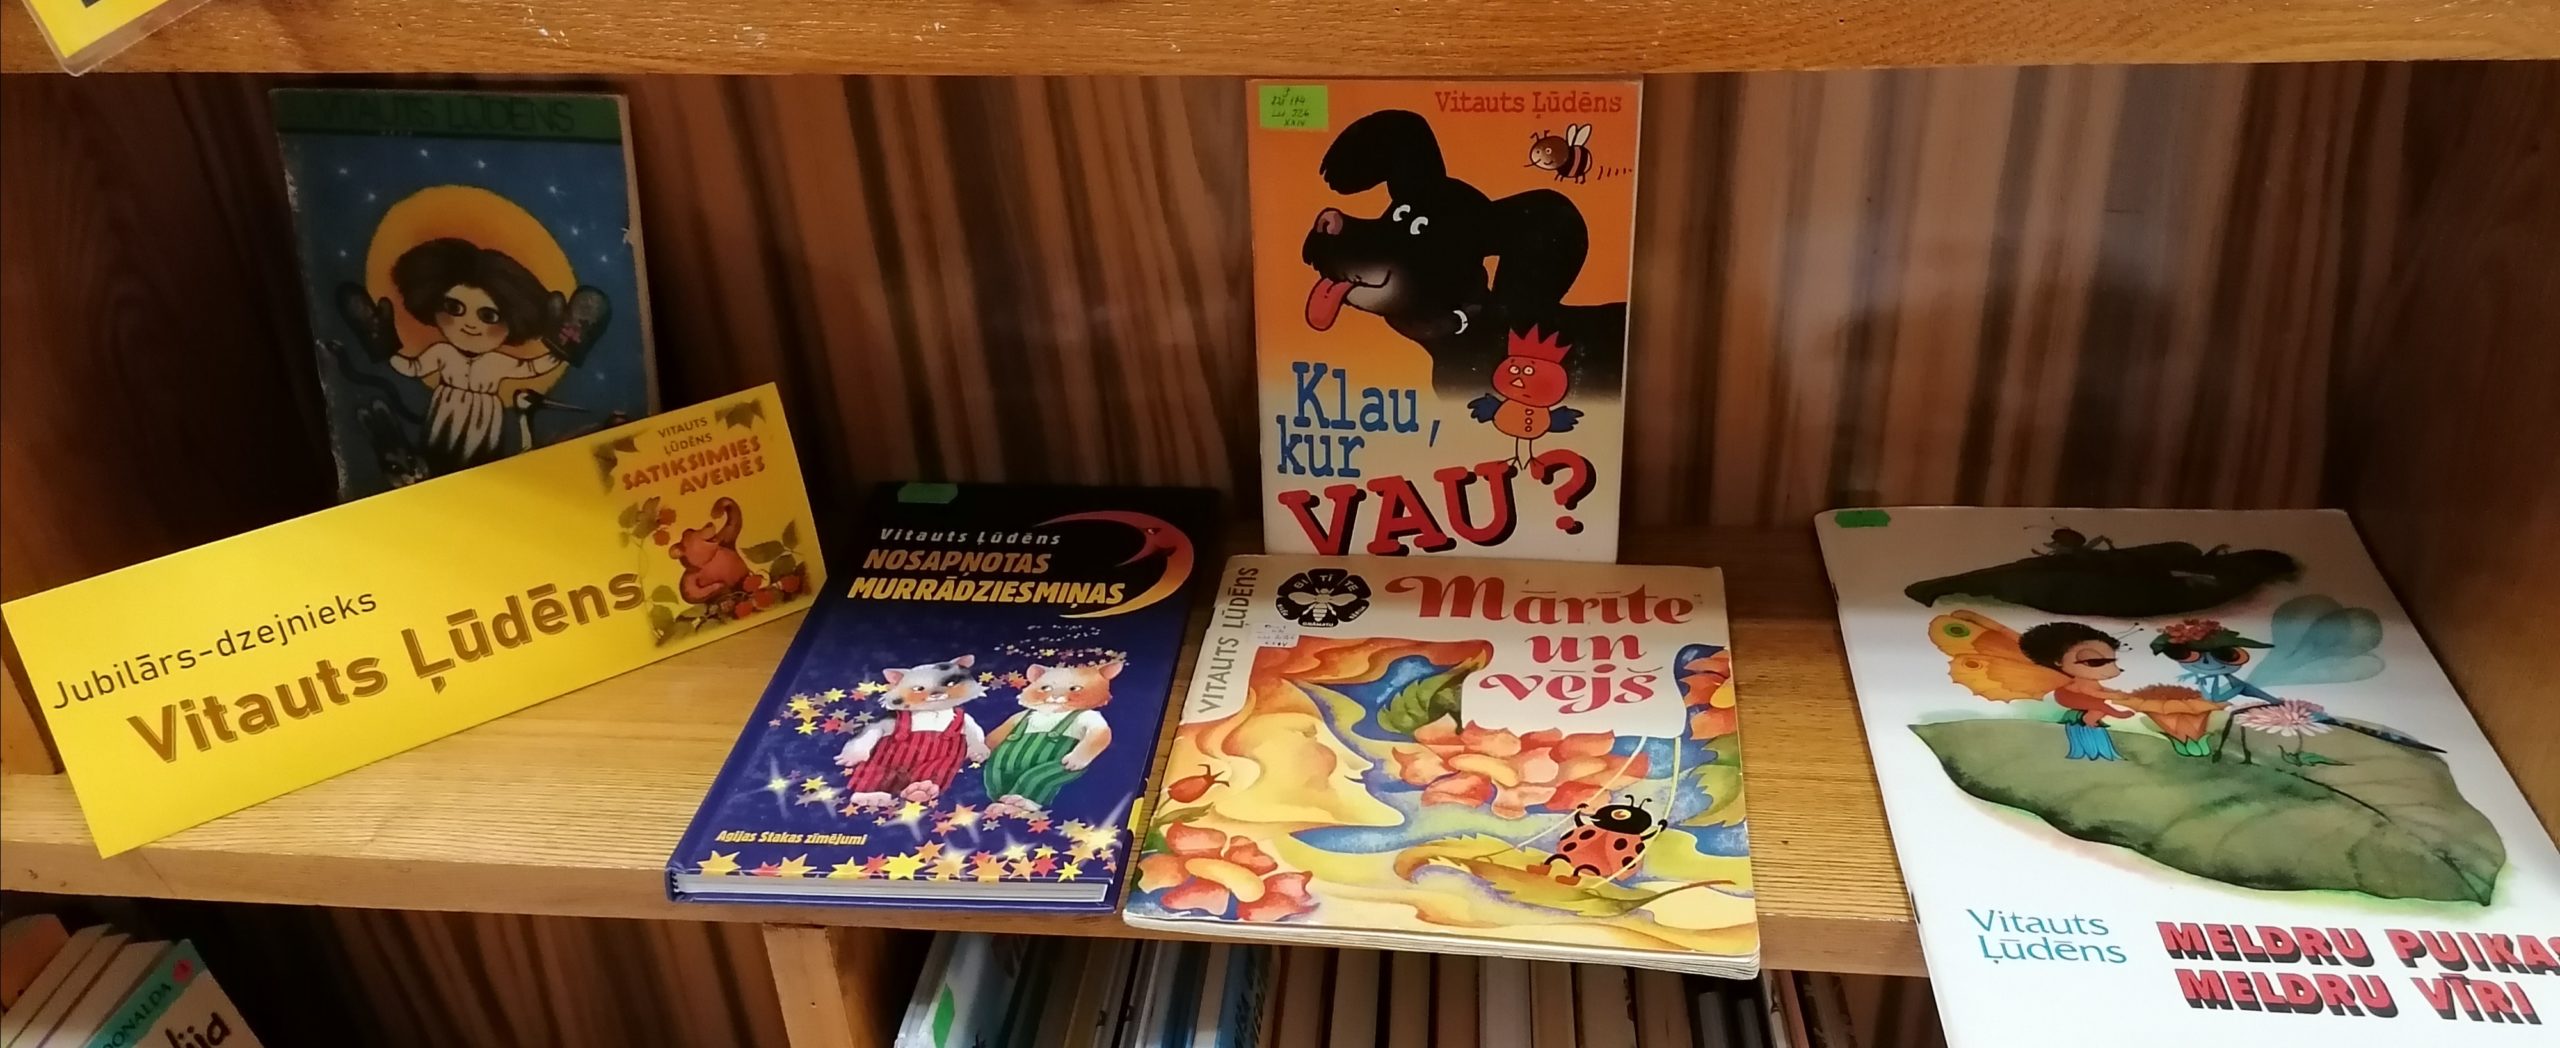 VITAUTS ĻŪDĒNS
Jubilārs-dzejnieks
Vitauts Ļūdēns
VITAUTS
ĻŪDĒNS
SATIKSIMIES
AVENĒS
Vitauts Ļūdēns
NOSAPŅOTAS
MURRĀDZIESMIŅAS
Agijas Stakas zīmējumi
Vitauts Ļūdēns
Klau,
kur
VAU?
VITAUTS ĻŪDĒNS
BITĪTE
Mārīte
un
vējš
Vitauts
Ļūdēns
MELDRU PUIKAS
MELDRU VĪRI